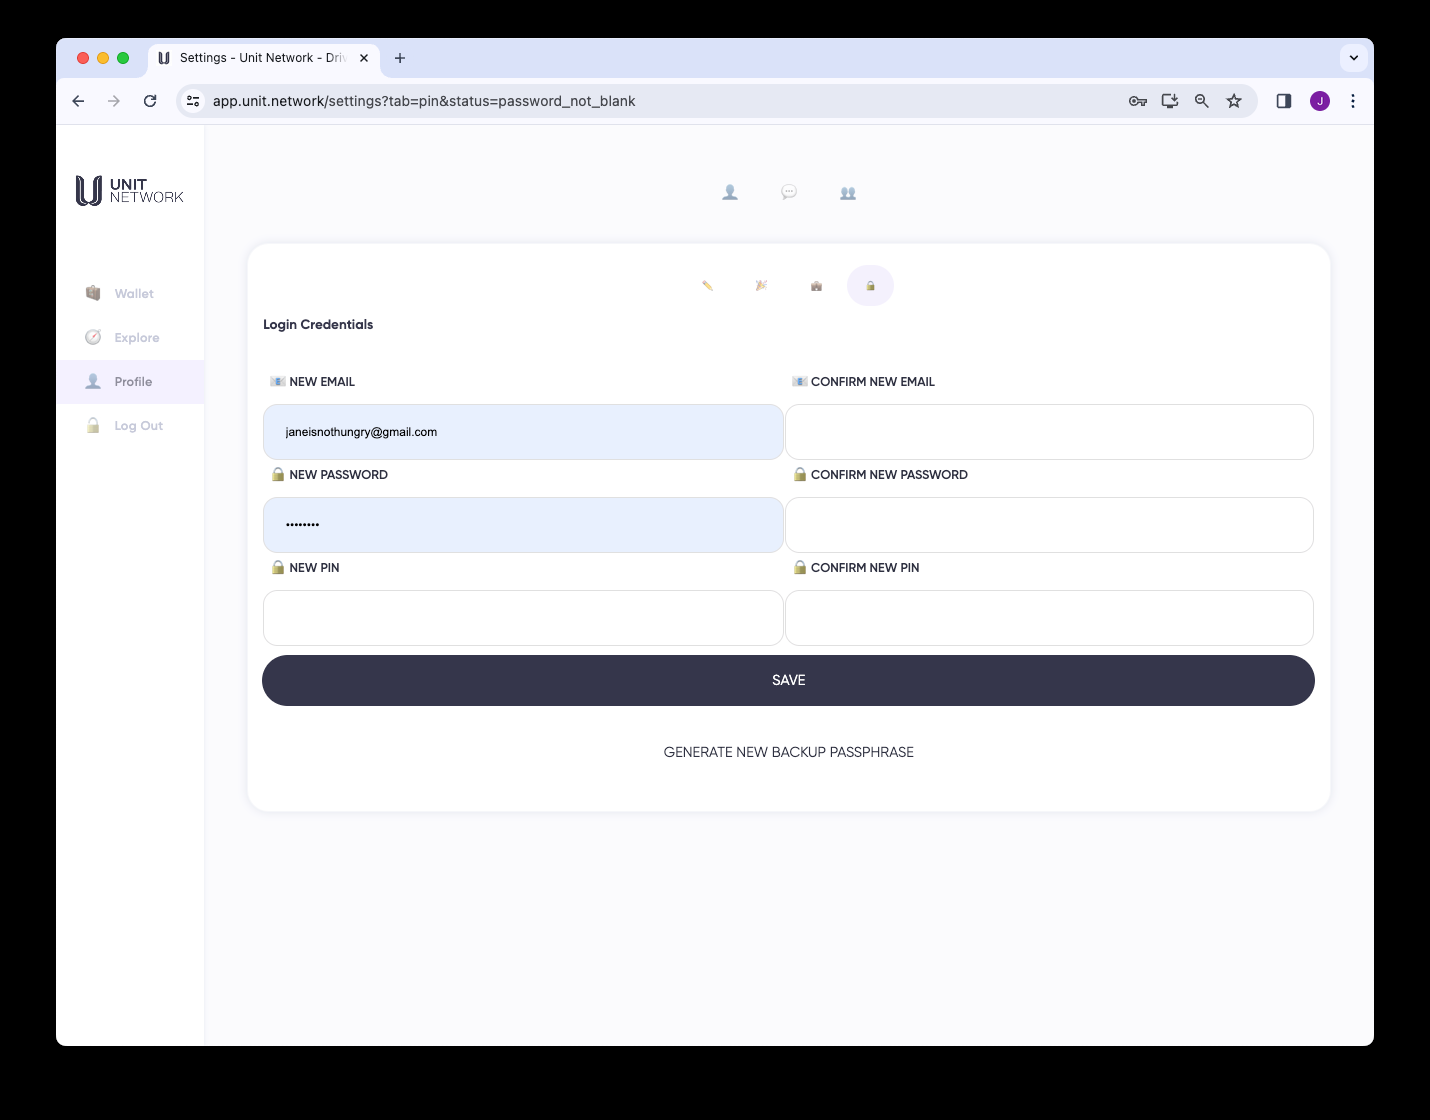 Settings - Unit Network - Driv
app.unit.network/settings?tab=pin&status=password_not_blank
J
UNIT
NETWORK
Wallet
Explore
Profile
Log Out
Login Credentials
NEW EMAIL
CONFIRM NEW EMAIL
janeisnothungry@gmail.com
NEW PASSWORD
CONFIRM NEW PASSWORD
••••••••
NEW PIN
CONFIRM NEW PIN
SAVE
GENERATE NEW BACKUP PASSPHRASE